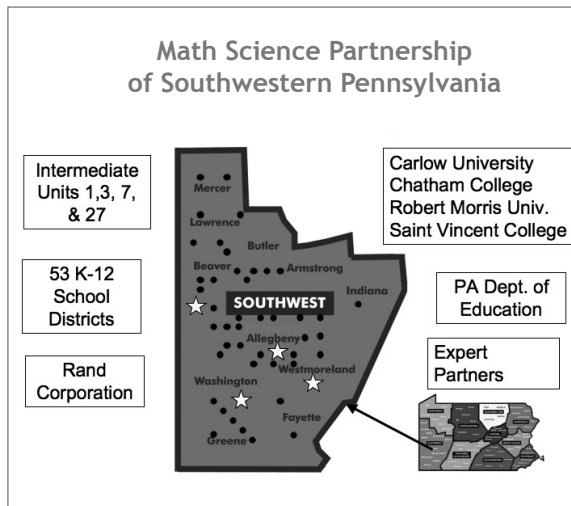 Math Science Partnership
of Southwestern Pennsylvania
Intermediate
Units 1,3, 7,
& 27
53 K-12
School
Districts
Rand
Corporation
Mercer
Lawrence
Butler
Beaver
Armstrong
SOUTHWEST
Indiana
Allegheny
Westmoreland
Washington
Fayette
Greene
Carlow University
Chatham College
Robert Morris Univ.
Saint Vincent College
PA Dept. of
Education
Expert
Partners
4